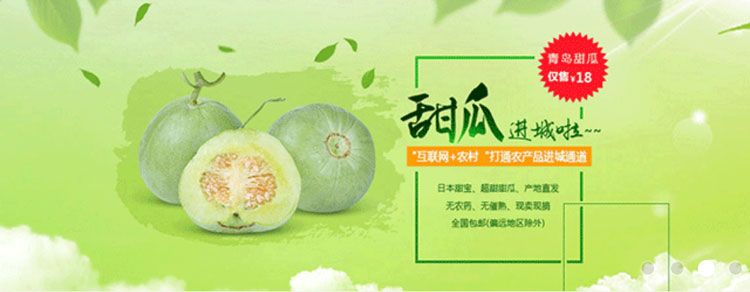 青岛甜瓜
仅售¥18
甜瓜进城啦~~
“互联网+农村 “打通农产品进城通道
日本甜宝、超甜甜瓜、产地直发
无农药、无催熟、现卖现摘
全国包邮(偏远地区除外)